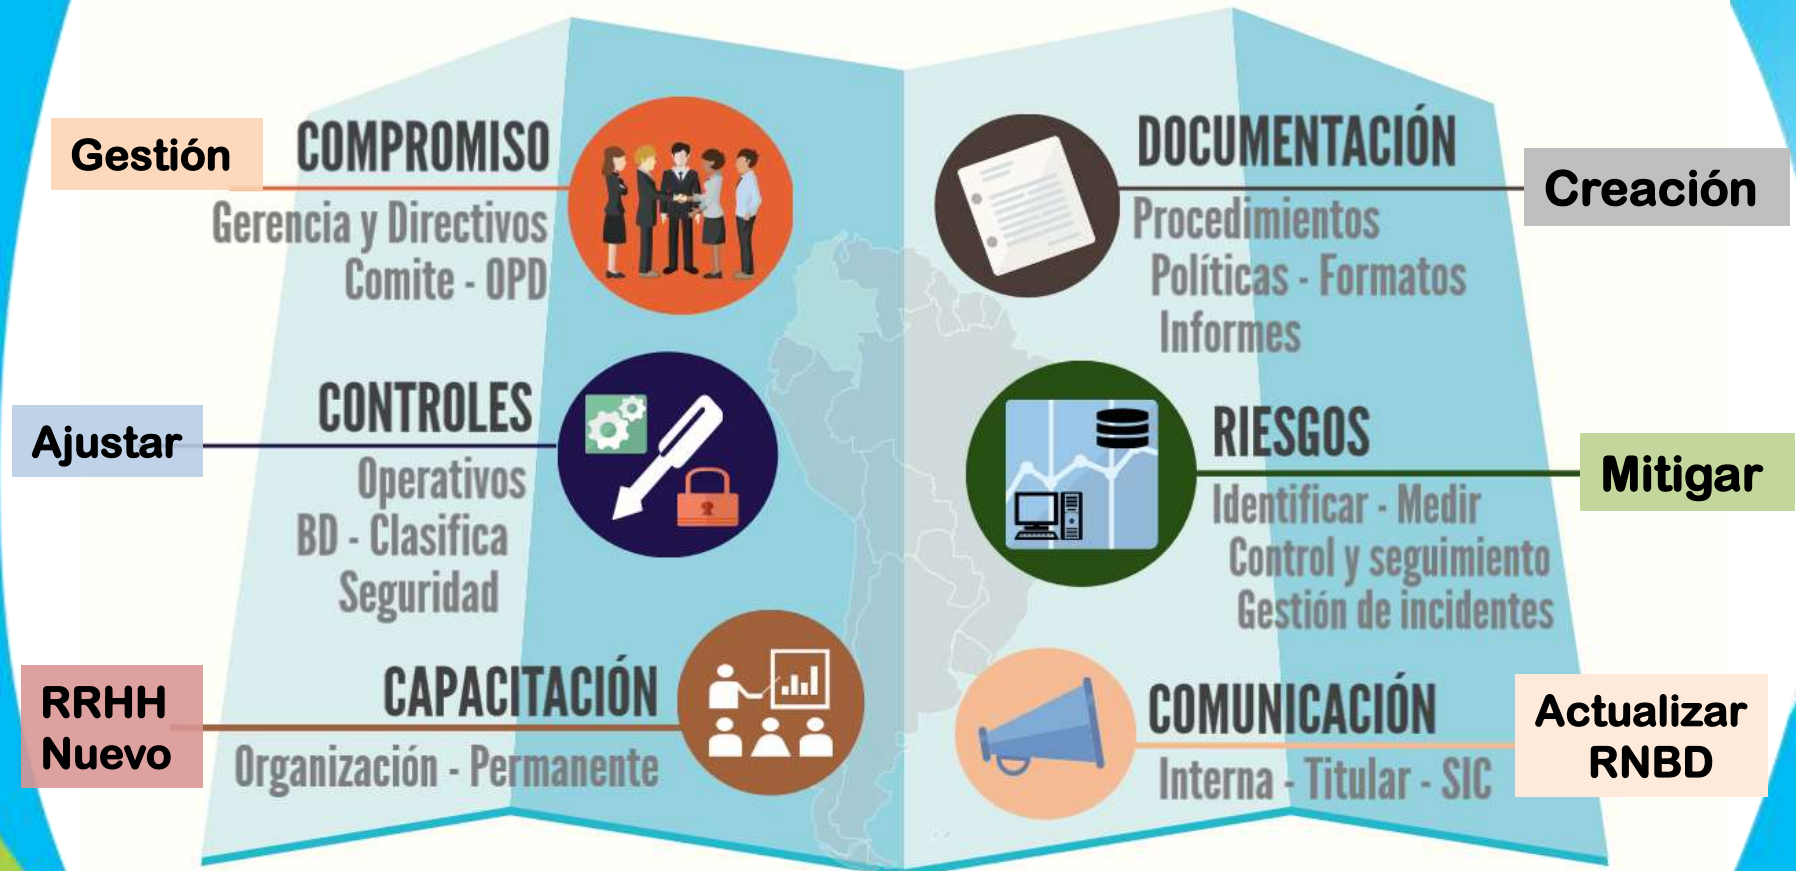 Gestión
COMPROMISO
Gerencia y Directivos
Comite - OPD
Ajustar
CONTROLES
Operativos
BD - Clasifica
Seguridad
RRHH
Nuevo
CAPACITACIÓN
Organización - Permanente
DOCUMENTACIÓN
Creación
Procedimientos
Políticas - Formatos
Informes
RIESGOS
Mitigar
Identificar - Medir
Control y seguimiento
Gestión de incidentes
COMUNICACIÓN
Actualizar
RNBD
Interna - Titular - SIC